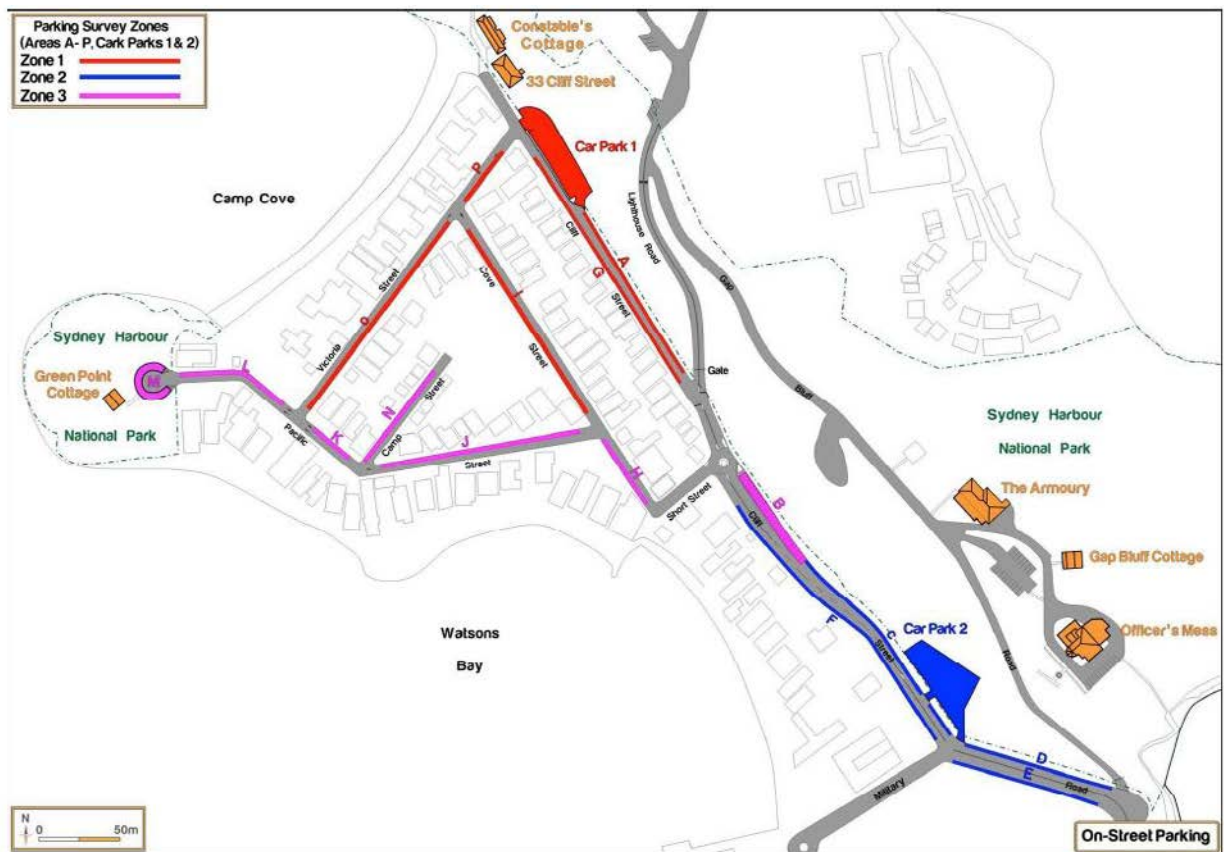 Parking Survey Zones
(Areas A- P, Cark Parks 1 & 2)
Zone 1
Zone 2
Zone 3
Constable's
Cottage
33 Cliff Street
Car Park 1
Camp Cove
P
Cliff
A
G
Street
Lighthouse Road
Gap
Bluff
Road
Street
O
Victoria
Cove
I
Street
Sydney Harbour
Green Point
Cottage
National Park
M
L
Pacific
K
N
Camp
Street
J
Street
H
Short Street
Gate
B
Cliff
Sydney Harbour
National Park
The Armoury
Gap Bluff Cottage
Officer's Mess
Watsons
Bay
F
C
Street
Car Park 2
D
E
Road
Military
N
0 50m
On-Street Parking